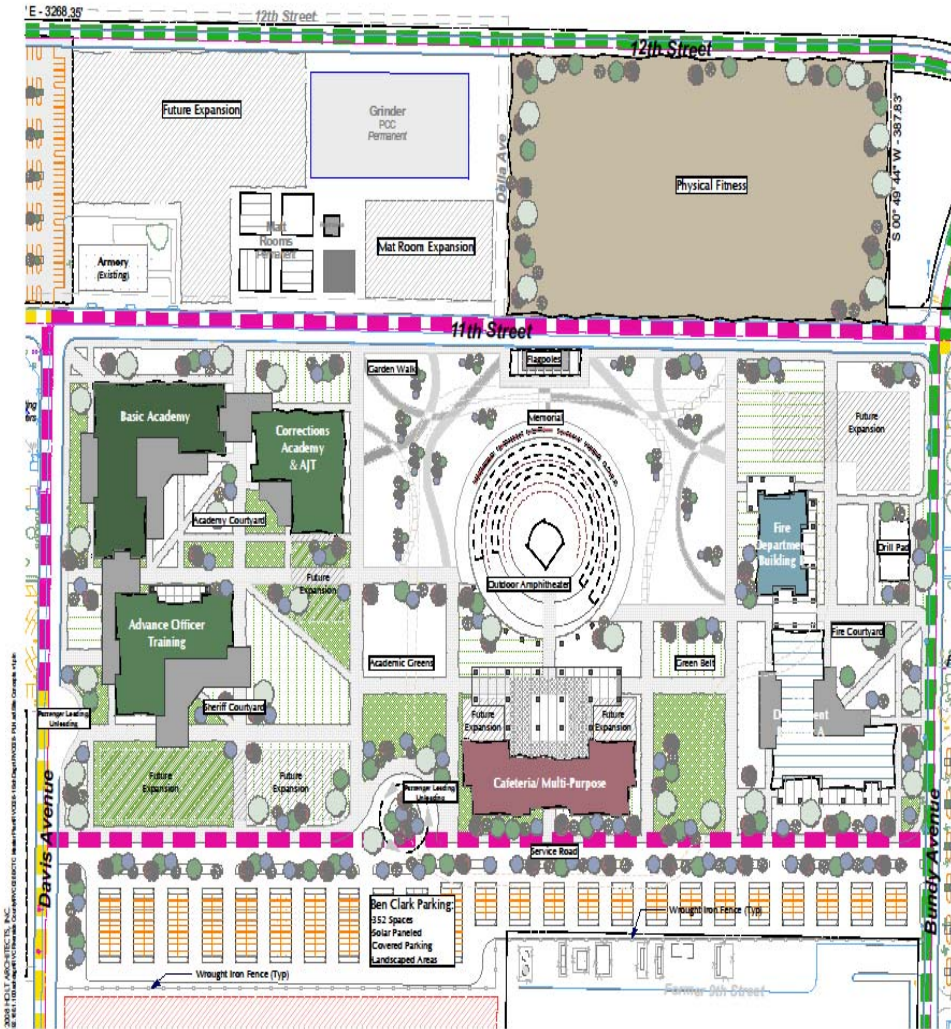 ' E - 3268.35'
12th Street
12th Street
Future Expansion
Grinder
PCC
Permanent
Della Ave
Physical Fitness
S 00° 49' 44" W - 387.83'
Mat
Rooms
Permanent
Mat Room Expansion
Armory
(Existing)
11th Street
Flagpoles
Garden Walk
Basic Academy
Memorial
Corrections
Academy
& AJT
Future
Expansion
Academy Courtyard
Fire
Department
Building
Drill Pad
Future
Expansion
Outdoor Amphitheater
Advance Officer
Training
Fire Courtyard
Academic Greens
Green Belt
Sheriff Courtyard
Passenger Loading
Unloading
Future
Expansion
Future
Expansion
Future
Expansion
Future
Expansion
Cafeteria/ Multi-Purpose
Passenger Loading
Unloading
Davis Avenue
Bundy Avenue
Service Road
Ben Clark Parking:
352 Spaces
Solar Paneled
Covered Parking
Landscaped Areas
Wrought Iron Fence (Typ)
Wrought Iron Fence (Typ)
Former 9th Street
HOLT ARCHITECTS, INC.